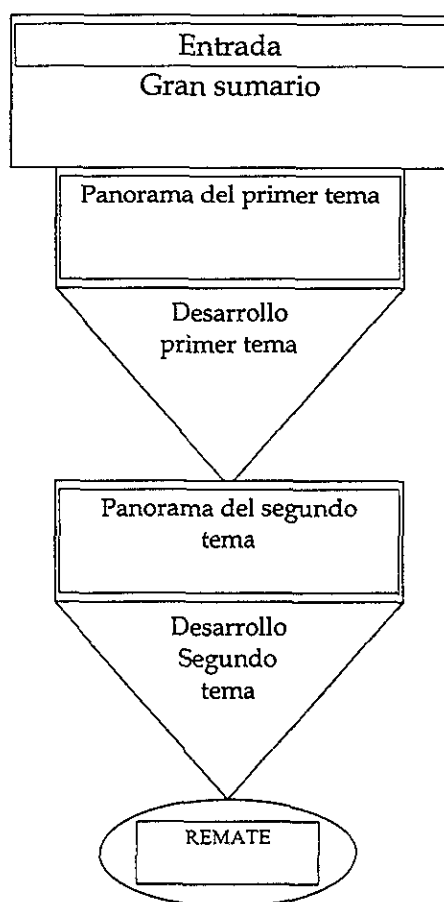 Entrada
Gran sumario
Panorama del primer tema
Desarrollo
primer tema
Panorama del segundo
tema
Desarrollo
Segundo
tema
REMATE